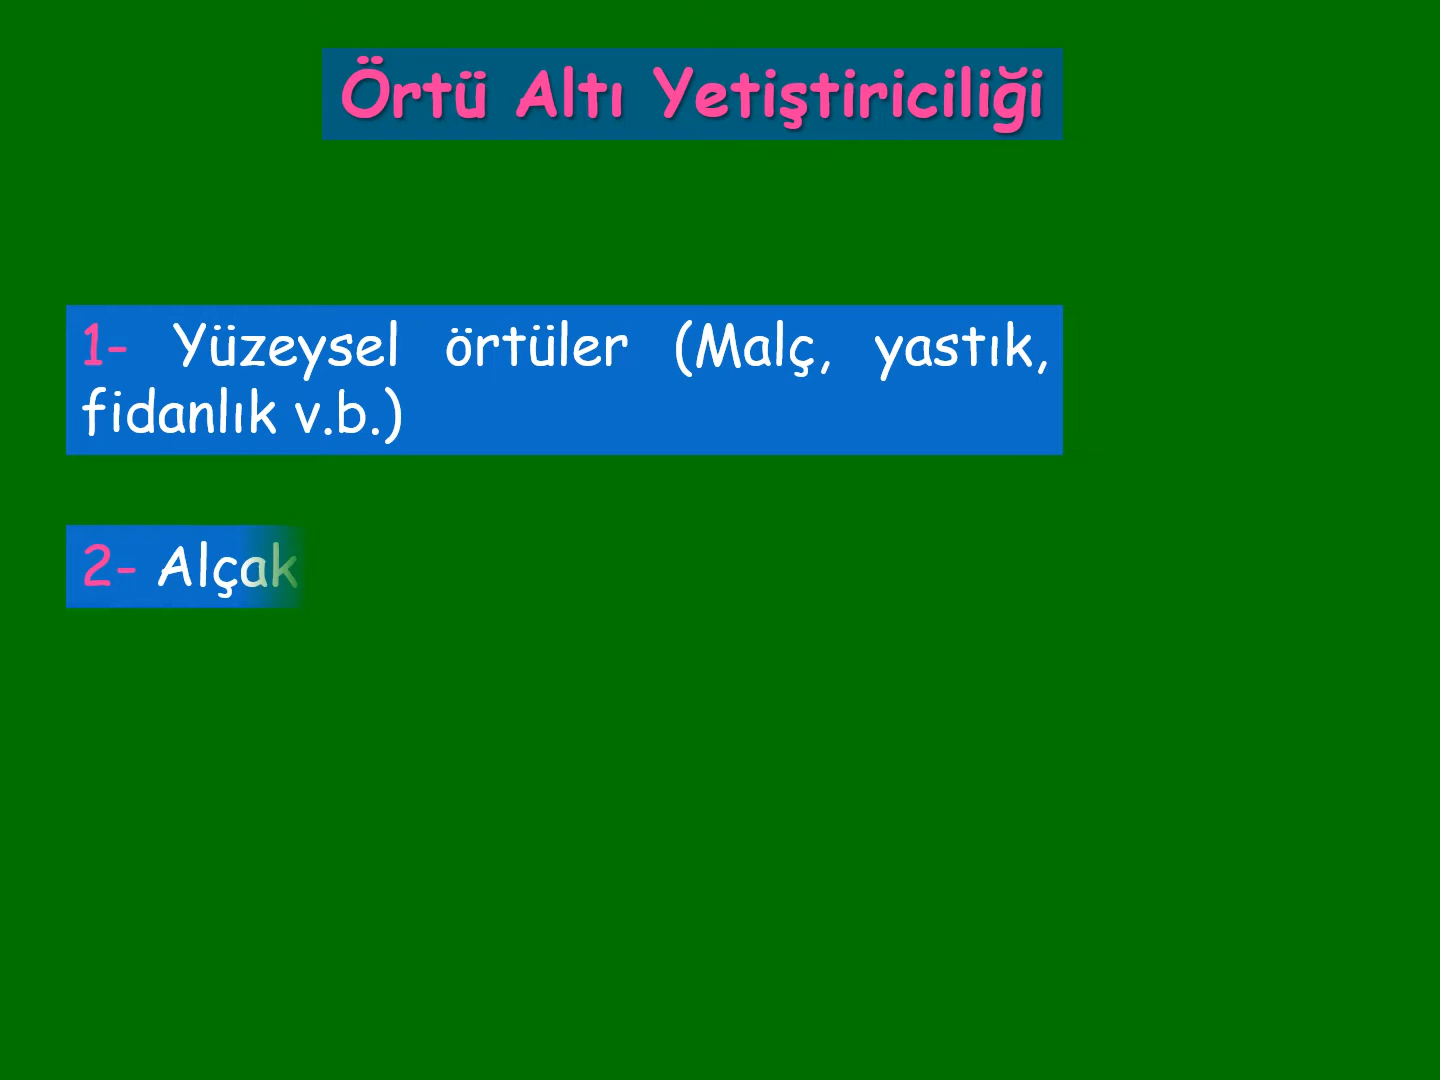 Örtü Altı Yetiştiriciliği
1- Yüzeysel örtüler (Malç, yastık,
fidanlık v.b.)
2- Alçak